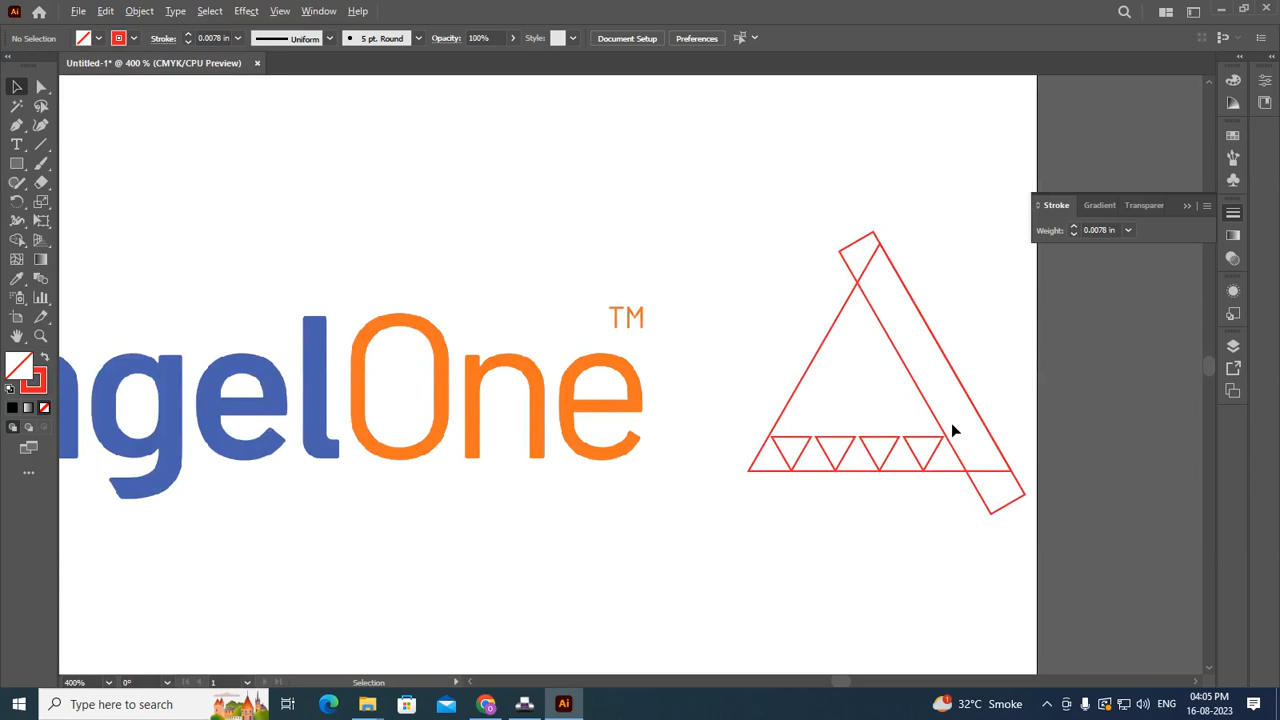 Ai File Edit Object Type Select Effect View Window Help
No Selection Stroke: 0.0078 in Uniform 5 pt. Round Opacity: 100% Style: Document Setup Preferences
Untitled-1* @ 400 % (CMYK/CPU Preview) ×
Stroke Gradient Transparer
Weight: 0.0078 in
gelOne TM
400% 0° 1 Selection
Type here to search
Ai
32°C Smoke
ENG
04:05 PM
16-08-2023